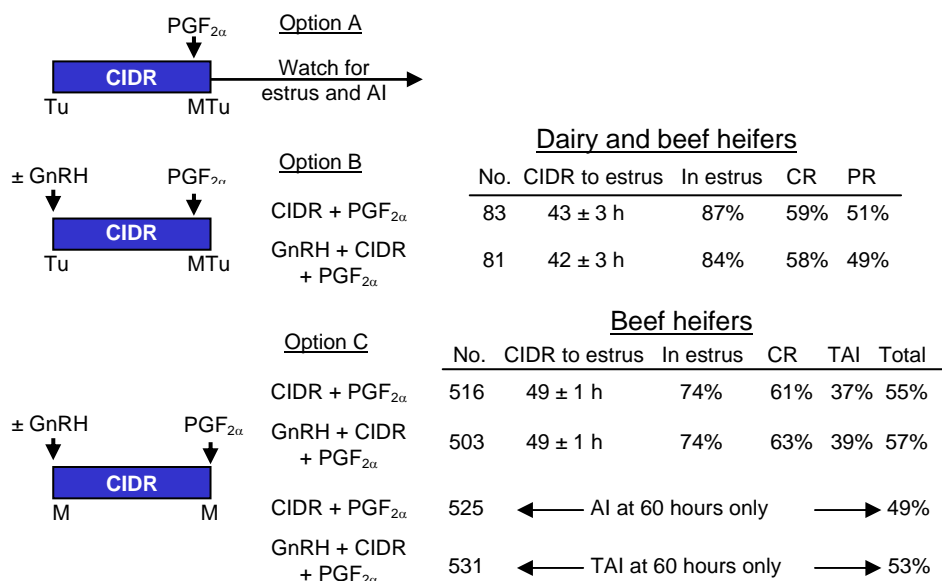 PGF2α
Option A
CIDR
Watch for
estrus and AI
Tu MTu
Dairy and beef heifers
± GnRH PGF2α
Option B
No. CIDR to estrus In estrus CR PR
CIDR + PGF2α 83 43 ± 3 h 87% 59% 51%
CIDR
GnRH + CIDR
+ PGF2α
81 42 ± 3 h 84% 58% 49%
Tu MTu
Beef heifers
Option C
No. CIDR to estrus In estrus CR TAI Total
CIDR + PGF2α 516 49 ± 1 h 74% 61% 37% 55%
± GnRH PGF2α
GnRH + CIDR
+ PGF2α
503 49 ± 1 h 74% 63% 39% 57%
CIDR
M M
CIDR + PGF2α 525 AI at 60 hours only 49%
GnRH + CIDR
+ PGF2α
531 TAI at 60 hours only 53%